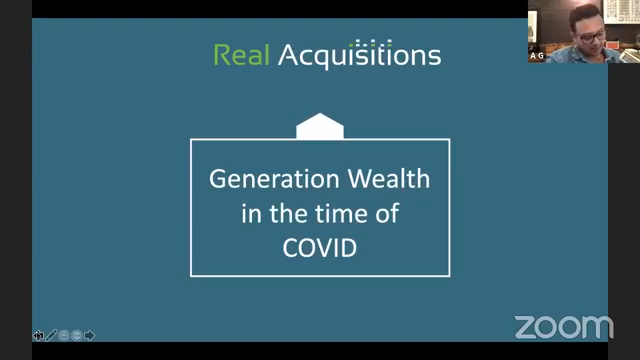 Real Acquisitions
A G
Generation Wealth
in the time of
COVID
zoom